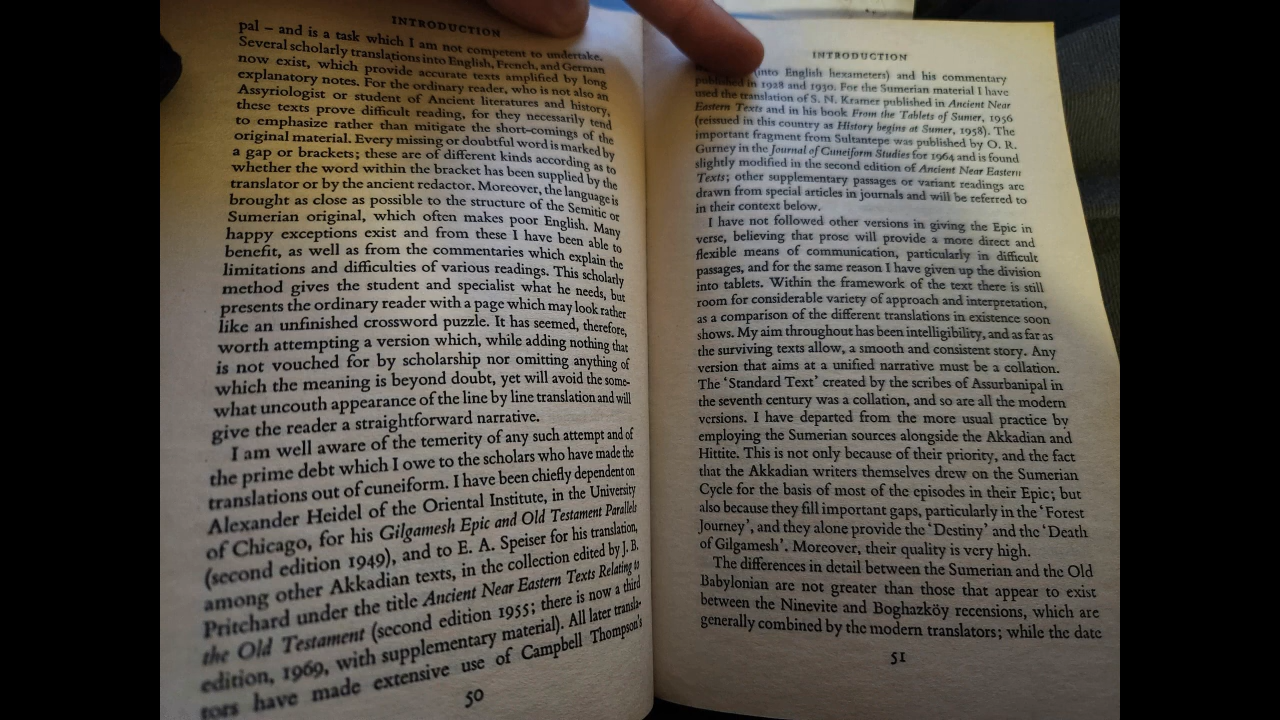 INTRODUCTION
pal – and is a task which I am not competent to undertake.
Several scholarly translations into English, French, and German
now exist, which provide accurate texts amplified by long
explanatory notes. For the ordinary reader, who is not also an
Assyriologist or student of Ancient literatures and history,
these texts prove difficult reading, for they necessarily tend
to emphasize rather than mitigate the short-comings of the
original material. Every missing or doubtful word is marked by
a gap or brackets; these are of different kinds according as to
whether the word within the bracket has been supplied by the
translator or by the ancient redactor. Moreover, the language is
brought as close as possible to the structure of the Semitic or
Sumerian original, which often makes poor English. Many
happy exceptions exist and from these I have been able to
benefit, as well as from the commentaries which explain the
limitations and difficulties of various readings. This scholarly
method gives the student and specialist what he needs, but
presents the ordinary reader with a page which may look rather
like an unfinished crossword puzzle. It has seemed, therefore,
worth attempting a version which, while adding nothing that
is not vouched for by scholarship nor omitting anything of
which the meaning is beyond doubt, yet will avoid the some-
what uncouth appearance of the line by line translation and will
give the reader a straightforward narrative.
I am well aware of the temerity of any such attempt and of
the prime debt which I owe to the scholars who have made the
translations out of cuneiform. I have been chiefly dependent on
Alexander Heidel of the Oriental Institute, in the University
of Chicago, for his Gilgamesh Epic and Old Testament Parallels
(second edition 1949), and to E. A. Speiser for his translation,
among other Akkadian texts, in the collection edited by J. B.
Pritchard under the title Ancient Near Eastern Texts Relating to
the Old Testament (second edition 1955; there is now a third
edition, 1969, with supplementary material). All later transla-
tors have made extensive use of Campbell Thompson's
50
INTRODUCTION
(into English hexameters) and his commentary
published in 1928 and 1930. For the Sumerian material I have
used the translation of S. N. Kramer published in Ancient Near
Eastern Texts and in his book From the Tablets of Sumer, 1956
(reissued in this country as History begins at Sumer, 1958). The
important fragment from Sultantepe was published by O. R.
Gurney in the Journal of Cuneiform Studies for 1964 and is found
slightly modified in the second edition of Ancient Near Eastern
Texts; other supplementary passages or variant readings are
drawn from special articles in journals and will be referred to
in their context below.
I have not followed other versions in giving the Epic in
verse, believing that prose will provide a more direct and
flexible means of communication, particularly in difficult
passages, and for the same reason I have given up the division
into tablets. Within the framework of the text there is still
room for considerable variety of approach and interpretation,
as a comparison of the different translations in existence soon
shows. My aim throughout has been intelligibility, and as far as
the surviving texts allow, a smooth and consistent story. Any
version that aims at a unified narrative must be a collation.
The 'Standard Text' created by the scribes of Assurbanipal in
the seventh century was a collation, and so are all the modern
versions. I have departed from the more usual practice by
employing the Sumerian sources alongside the Akkadian and
Hittite. This is not only because of their priority, and the fact
that the Akkadian writers themselves drew on the Sumerian
Cycle for the basis of most of the episodes in their Epic; but
also because they fill important gaps, particularly in the 'Forest
Journey', and they alone provide the 'Destiny' and the 'Death
of Gilgamesh'. Moreover, their quality is very high.
The differences in detail between the Sumerian and the Old
Babylonian are not greater than those that appear to exist
between the Ninevite and Boghazköy recensions, which are
generally combined by the modern translators; while the date
51